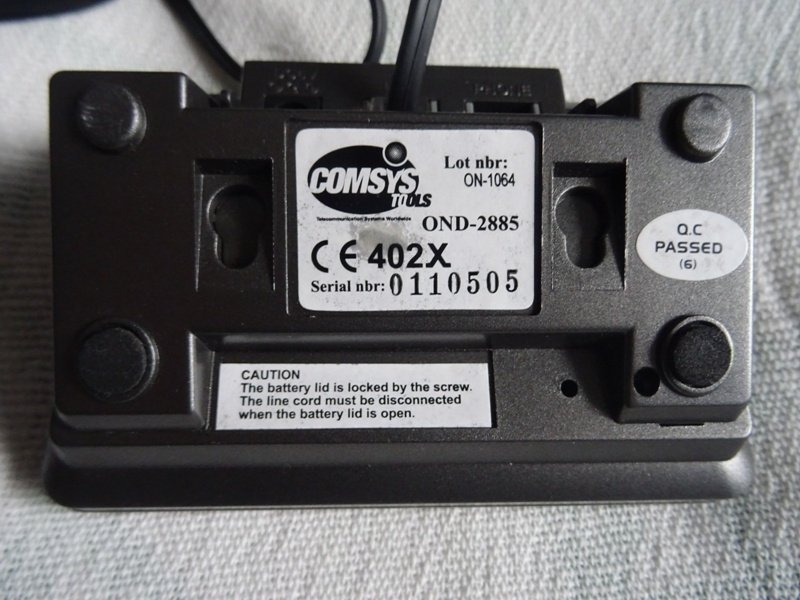 PHONE
COMSYS
TOOLS
Telecommunication Systems Worldwide
Lot nbr:
ON-1064
OND-2885
CE 402X
Serial nbr: 0110505
Q.C
PASSED
(6)
CAUTION
The battery lid is locked by the screw.
The line cord must be disconnected
when the battery lid is open.